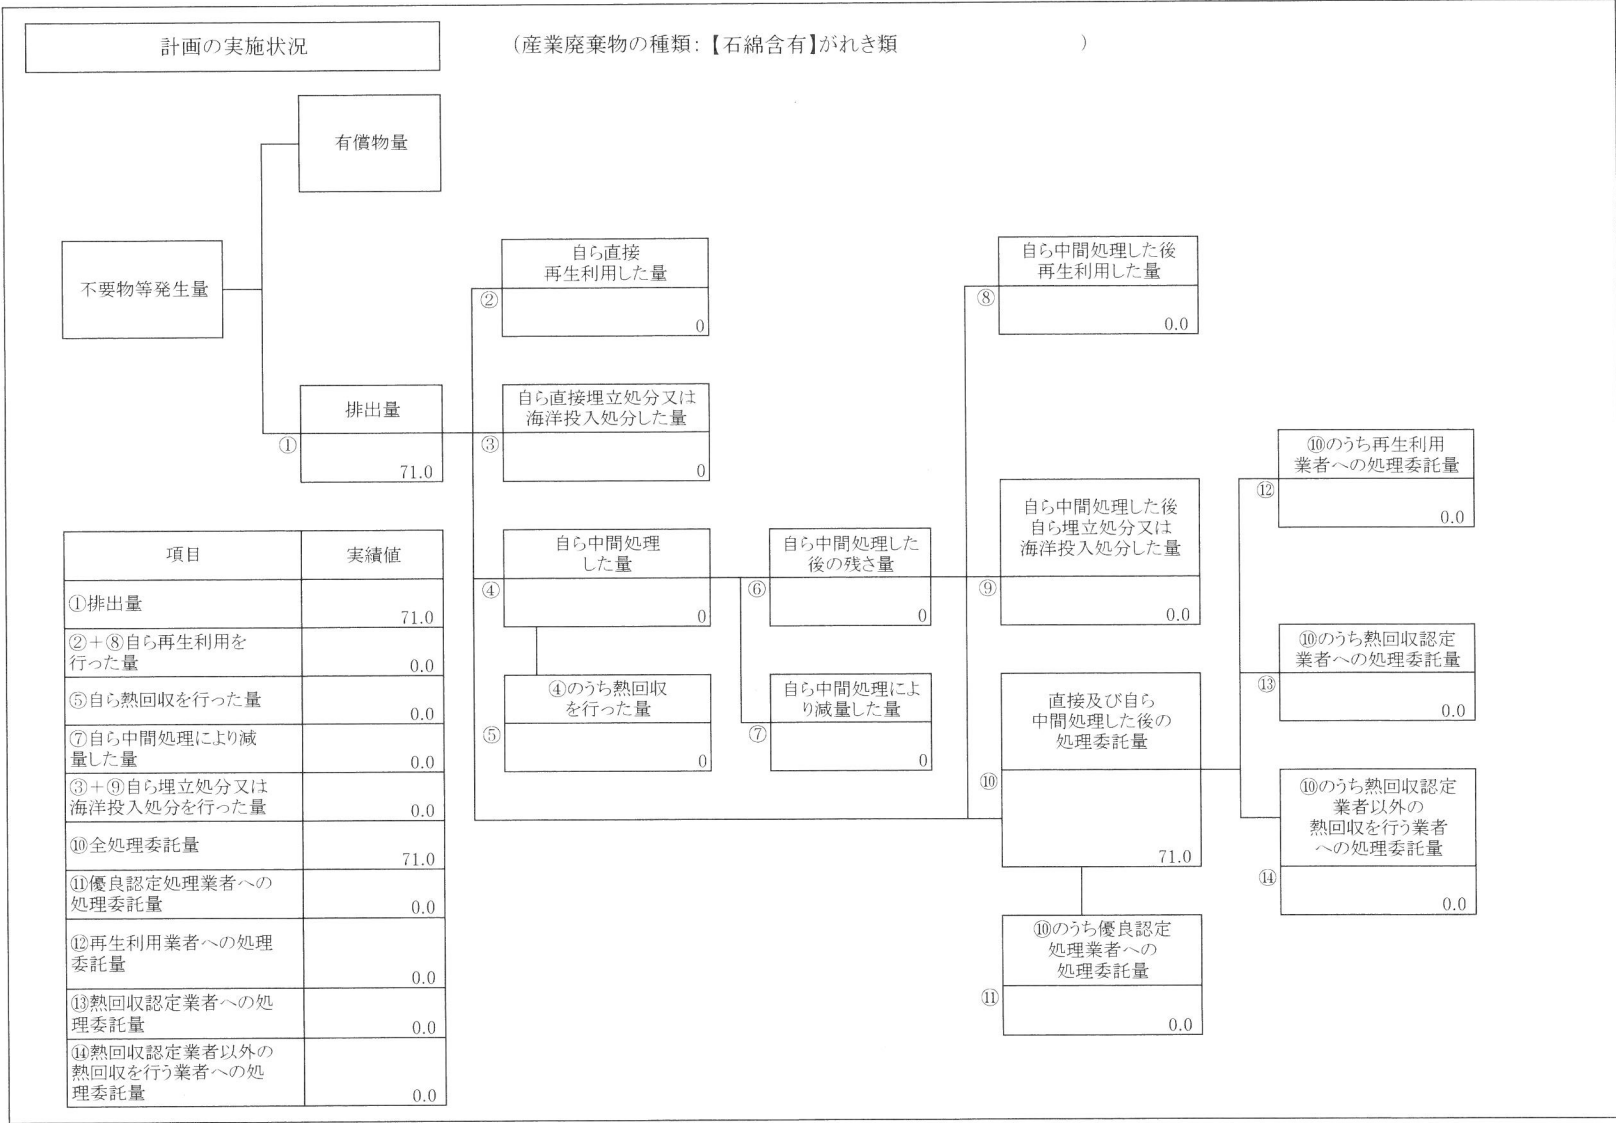 計画の実施状況
(産業廃棄物の種類:【石綿含有】がれき類 )
有償物量
不要物等発生量
排出量
①
71.0
自ら直接
再生利用した量
②
0
自ら直接埋立処分又は
海洋投入処分した量
③
0
自ら中間処理
した量
④
0
④のうち熱回収
を行った量
⑤
0
自ら中間処理した
後の残さ量
⑥
0
自ら中間処理によ
り減量した量
⑦
0
自ら中間処理した後
再生利用した量
⑧
0.0
自ら中間処理した後
自ら埋立処分又は
海洋投入処分した量
⑨
0.0
直接及び自ら
中間処理した後の
処理委託量
⑩
71.0
⑩のうち優良認定
処理業者への
処理委託量
⑪
0.0
⑩のうち再生利用
業者への処理委託量
⑫
0.0
⑩のうち熱回収認定
業者への処理委託量
⑬
0.0
⑩のうち熱回収認定
業者以外の
熱回収を行う業者
への処理委託量
⑭
0.0
項目 実績値
①排出量
71.0
②+⑧自ら再生利用を
行った量
0.0
⑤自ら熱回収を行った量
0.0
⑦自ら中間処理により減
量した量
0.0
③+⑨自ら埋立処分又は
海洋投入処分を行った量
0.0
⑩全処理委託量
71.0
⑪優良認定処理業者への
処理委託量
0.0
⑫再生利用業者への処理
委託量
0.0
⑬熱回収認定業者への処
理委託量
0.0
⑭熱回収認定業者以外の
熱回収を行う業者への処
理委託量
0.0